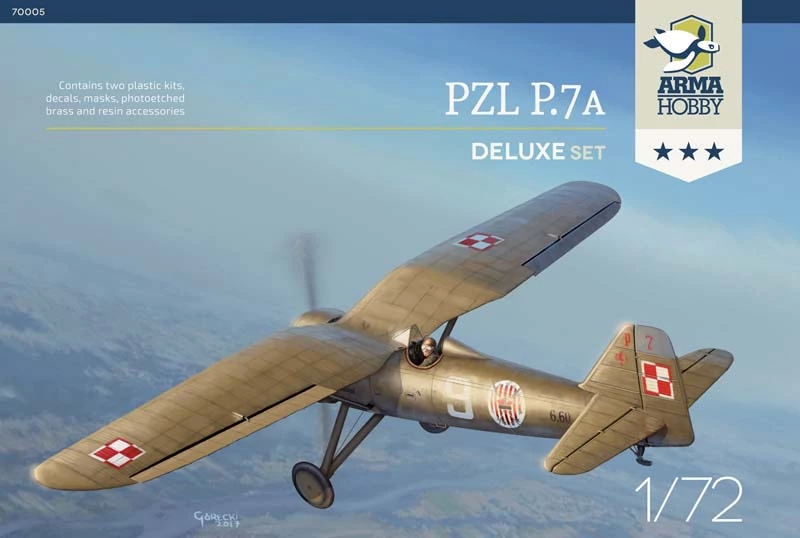 70005
Contains two plastic kits,
decals, masks, photoetched
brass and resin accessories
PZL P.7A
DELUXE SET
ARMA
HOBBY
P 7
9
6.60
GÓRECKI
2017
1/72